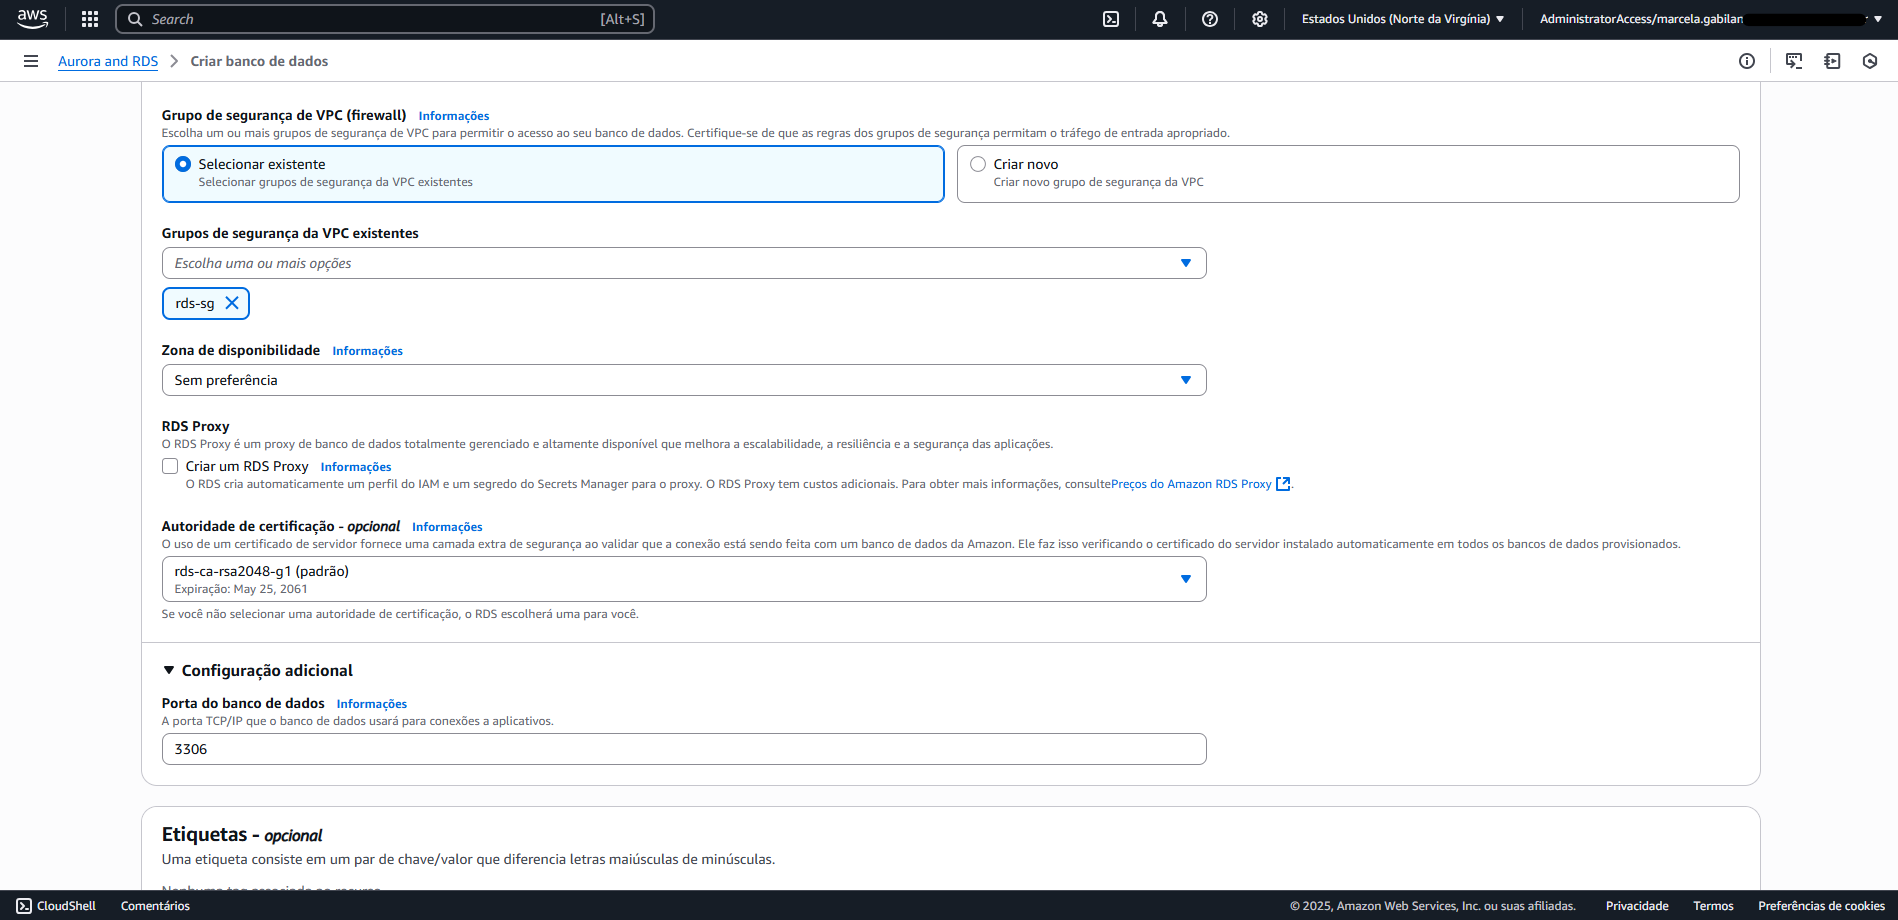 aws
Search [Alt+S]
Estados Unidos (Norte da Virgínia)
AdministratorAccess/marcela.gabilan
Aurora and RDS > Criar banco de dados
Grupo de segurança de VPC (firewall) Informações
Escolha um ou mais grupos de segurança de VPC para permitir o acesso ao seu banco de dados. Certifique-se de que as regras dos grupos de segurança permitam o tráfego de entrada apropriado.
Selecionar existente
Selecionar grupos de segurança da VPC existentes
Criar novo
Criar novo grupo de segurança da VPC
Grupos de segurança da VPC existentes
Escolha uma ou mais opções
rds-sg
Zona de disponibilidade Informações
Sem preferência
RDS Proxy
O RDS Proxy é um proxy de banco de dados totalmente gerenciado e altamente disponível que melhora a escalabilidade, a resiliência e a segurança das aplicações.
Criar um RDS Proxy Informações
O RDS cria automaticamente um perfil do IAM e um segredo do Secrets Manager para o proxy. O RDS Proxy tem custos adicionais. Para obter mais informações, consultePreços do Amazon RDS Proxy.
Autoridade de certificação - opcional Informações
O uso de um certificado de servidor fornece uma camada extra de segurança ao validar que a conexão está sendo feita com um banco de dados da Amazon. Ele faz isso verificando o certificado do servidor instalado automaticamente em todos os bancos de dados provisionados.
rds-ca-rsa2048-g1 (padrão)
Expiração: May 25, 2061
Se você não selecionar uma autoridade de certificação, o RDS escolherá uma para você.
Configuração adicional
Porta do banco de dados Informações
A porta TCP/IP que o banco de dados usará para conexões a aplicativos.
3306
Etiquetas - opcional
Uma etiqueta consiste em um par de chave/valor que diferencia letras maiúsculas de minúsculas.
CloudShell Comentários
© 2025, Amazon Web Services, Inc. ou suas afiliadas. Privacidade Termos Preferências de cookies